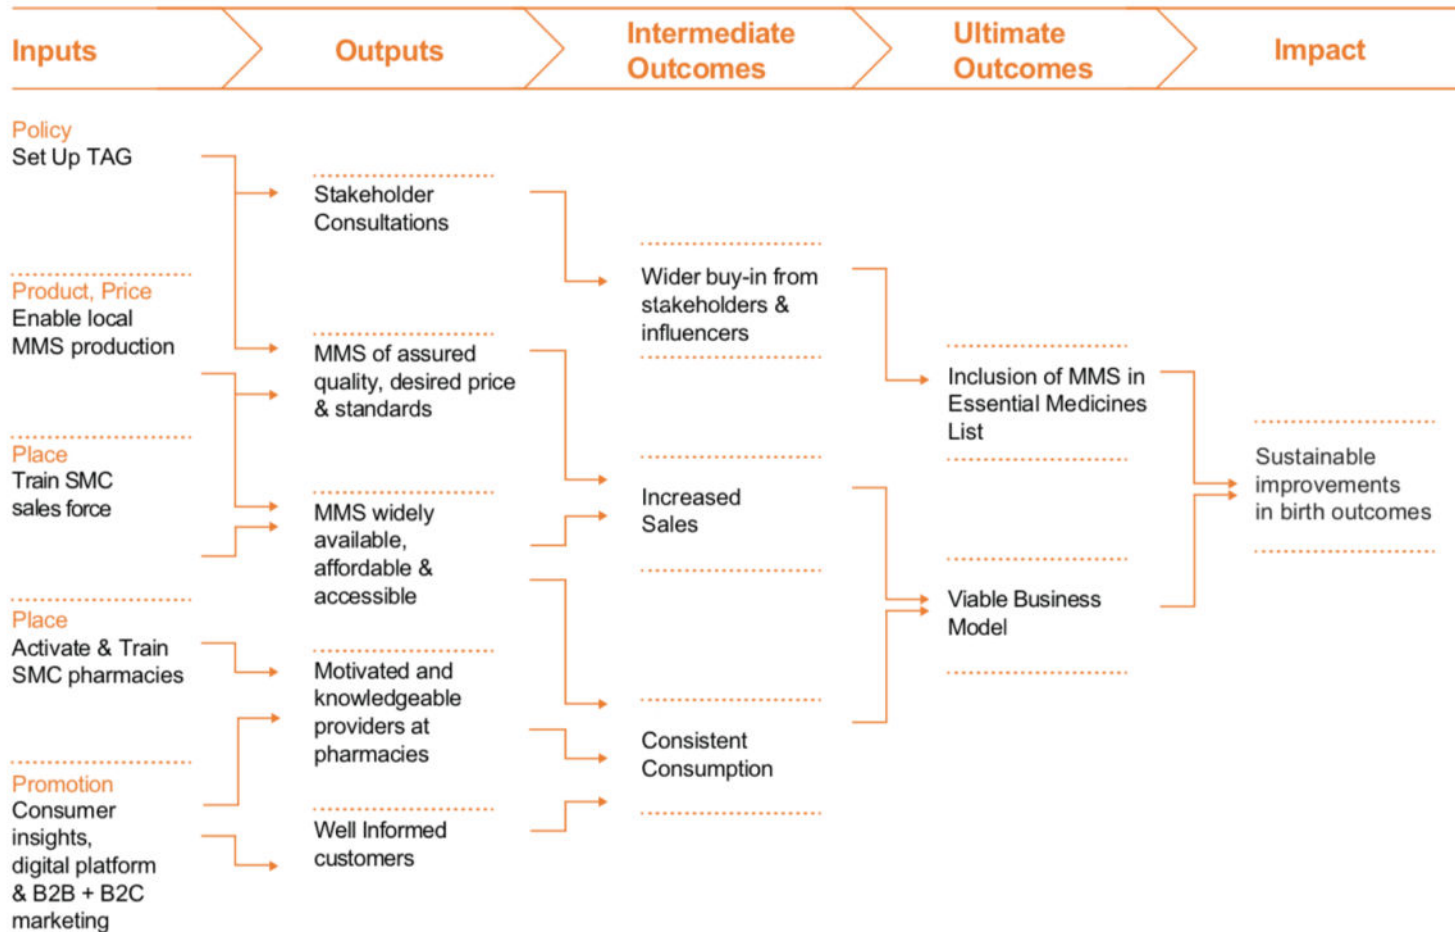 Inputs
Outputs
Intermediate
Outcomes
Ultimate
Outcomes
Impact
Policy
Set Up TAG
Product, Price
Enable local
MMS production
Place
Train SMC
sales force
Place
Activate & Train
SMC pharmacies
Promotion
Consumer
insights,
digital platform
& B2B + B2C
marketing
Stakeholder
Consultations
MMS of assured
quality, desired price
& standards
MMS widely
available,
affordable &
accessible
Motivated and
knowledgeable
providers at
pharmacies
Well Informed
customers
Wider buy-in from
stakeholders &
influencers
Increased
Sales
Consistent
Consumption
Inclusion of MMS in
Essential Medicines
List
Viable Business
Model
Sustainable
improvements
in birth outcomes